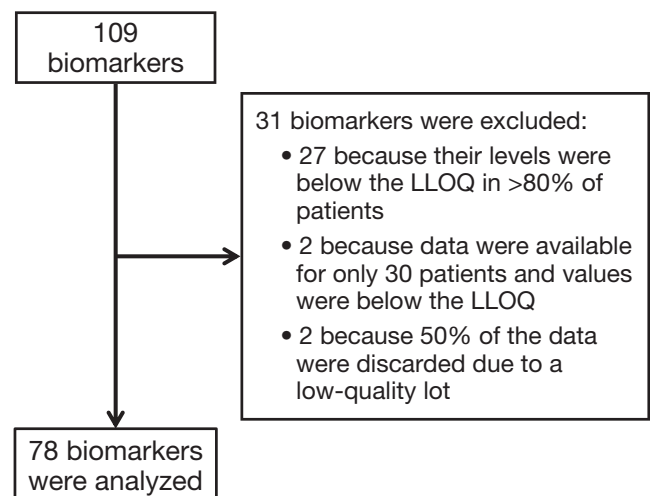 109
biomarkers
31 biomarkers were excluded:
• 27 because their levels were
below the LLOQ in >80% of
patients
• 2 because data were available
for only 30 patients and values
were below the LLOQ
• 2 because 50% of the data
were discarded due to a
low-quality lot
78 biomarkers
were analyzed